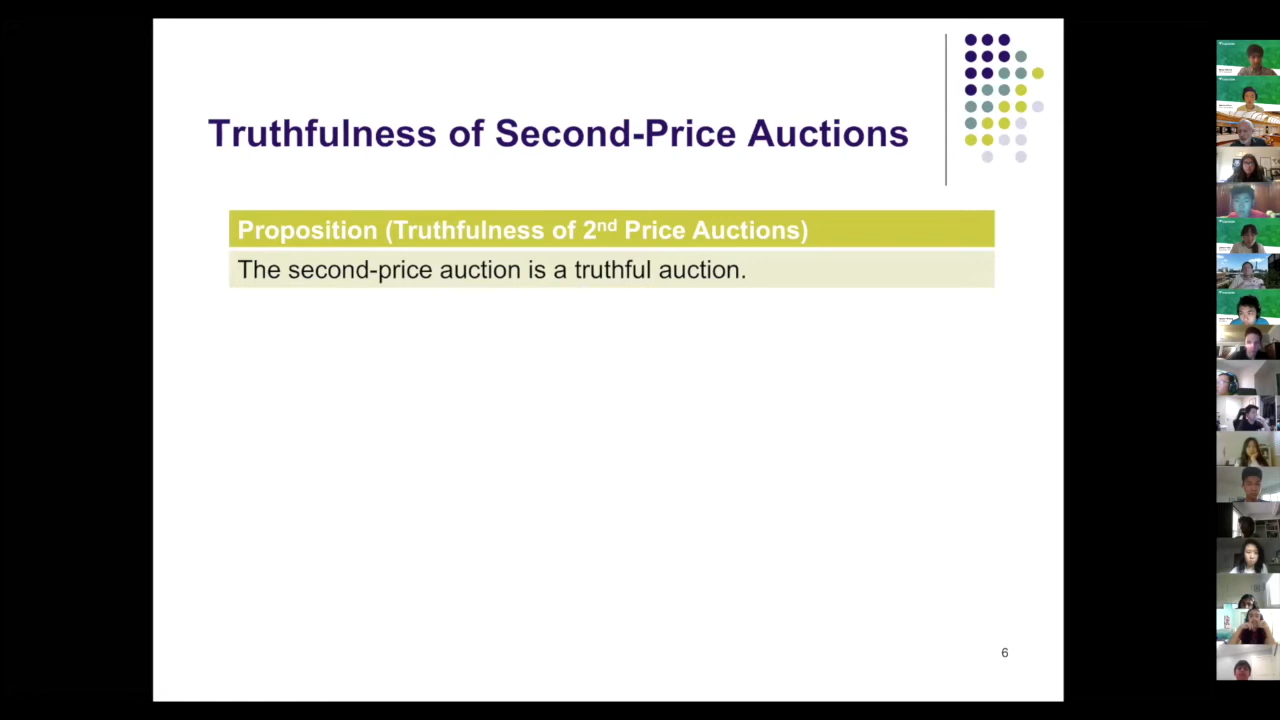 Truthfulness of Second-Price Auctions
Proposition (Truthfulness of 2nd Price Auctions)
The second-price auction is a truthful auction.
6